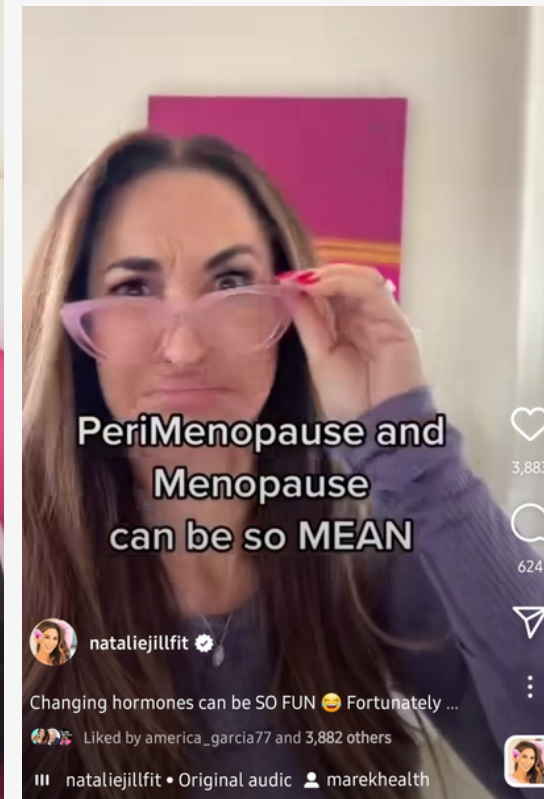 PeriMenopause and
Menopause
can be so MEAN
3,883
624
nataliejillfit
Changing hormones can be SO FUN 😂 Fortunately ...
Liked by america_garcia77 and 3,882 others
nataliejillfit • Original audic marekhealth